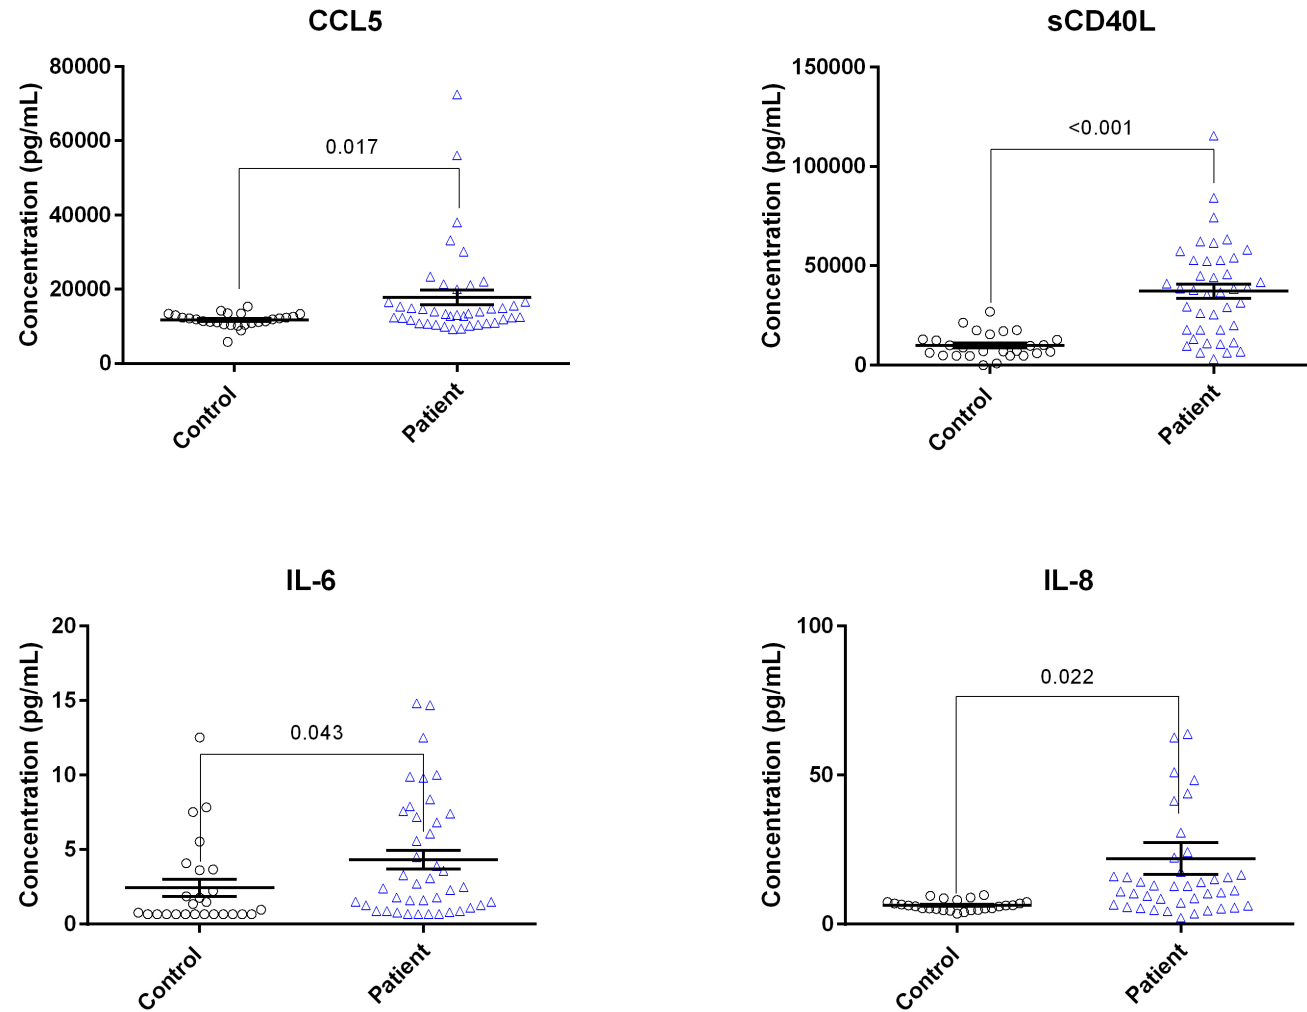 CCL5
Concentration (pg/mL)
80000
60000
40000
20000
0
0.017
Control
Patient
sCD40L
Concentration (pg/mL)
150000
100000
50000
0
<0.001
Control
Patient
IL-6
Concentration (pg/mL)
20
15
10
5
0
0.043
Control
Patient
IL-8
Concentration (pg/mL)
100
50
0
0.022
Control
Patient